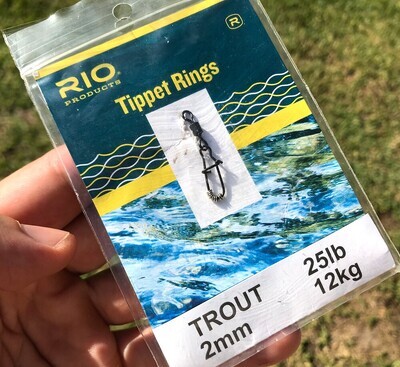 RIO
PRODUCTS
R
Tippet Rings
TROUT 25lb
2mm 12kg